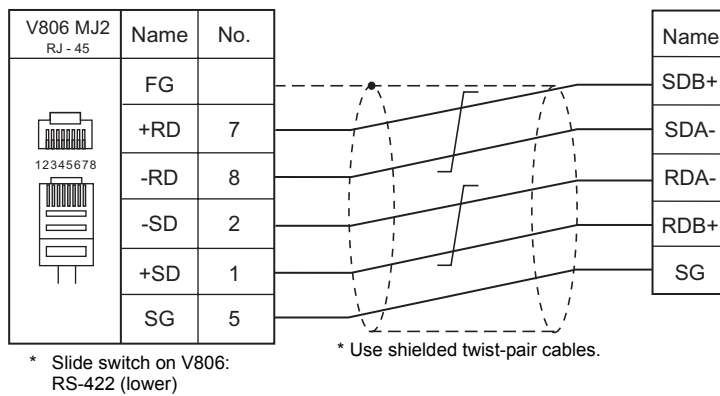 V806 MJ2
RJ - 45
Name
No.
Name
FG
SDB+
+RD
7
SDA-
12345678
-RD
8
RDA-
-SD
2
RDB+
+SD
1
SG
SG
5
* Slide switch on V806:
RS-422 (lower)
* Use shielded twist-pair cables.